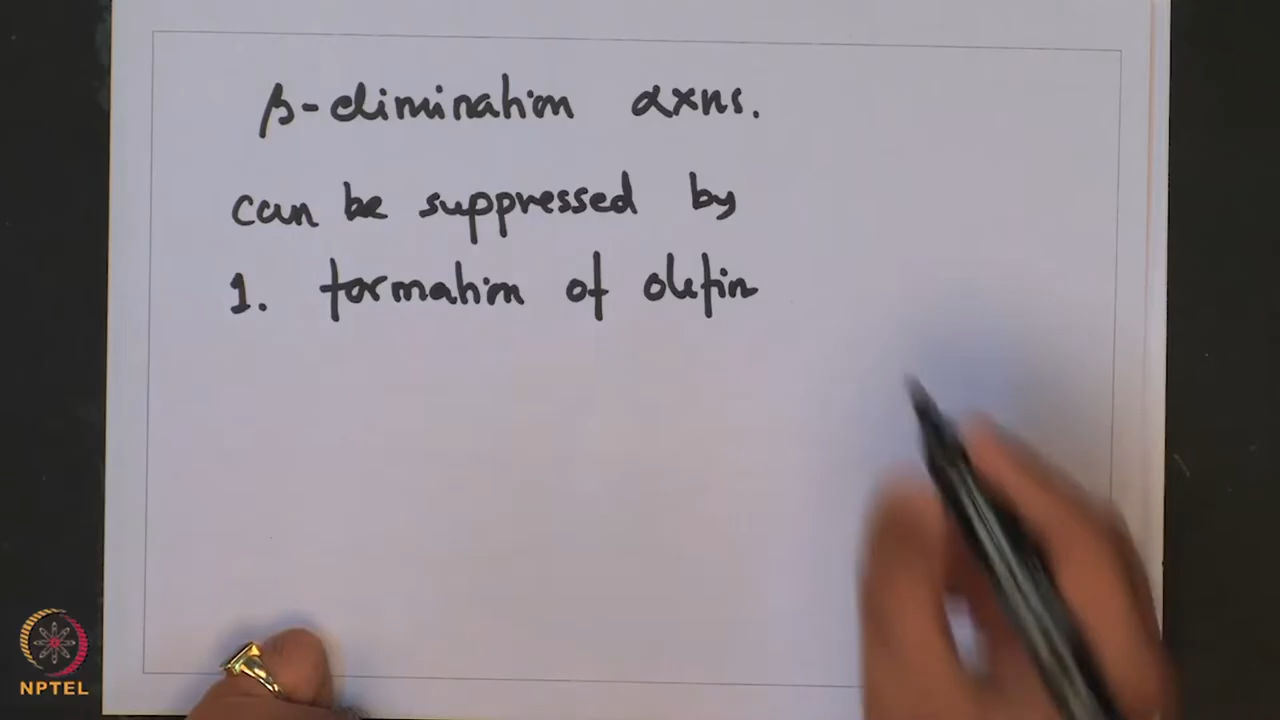 β-elimination rxns.
can be suppressed by
1. formation of olefin
NPTEL